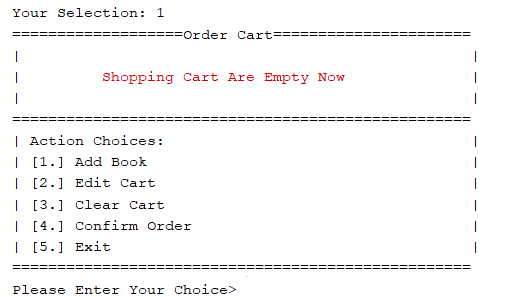 Your Selection: 1
===================Order Cart======================
|                                                  |
|         Shopping Cart Are Empty Now              |
|                                                  |
===================================================
| Action Choices:                                  |
| [1.] Add Book                                    |
| [2.] Edit Cart                                   |
| [3.] Clear Cart                                  |
| [4.] Confirm Order                               |
| [5.] Exit                                        |
===================================================
Please Enter Your Choice>